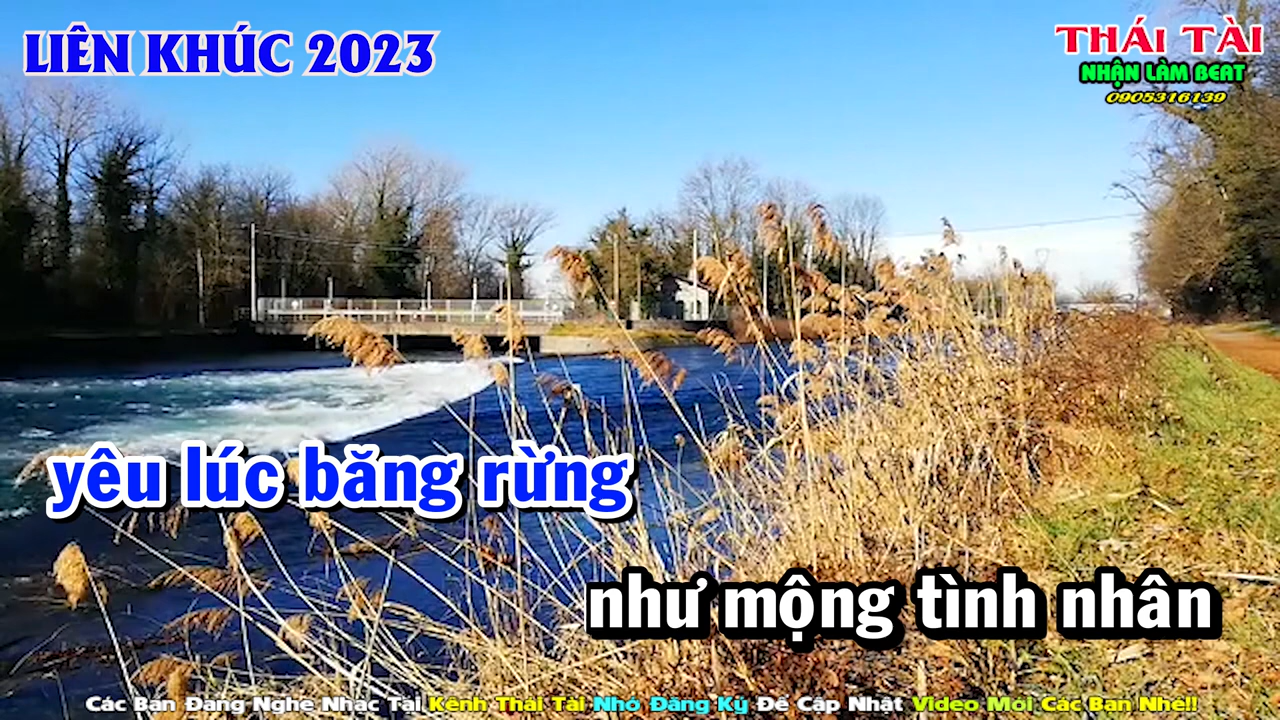 LIÊN KHÚC 2023
THÁI TÀI
NHẬN LÀM BEAT
0905316139
yêu lúc băng rừng
như mộng tình nhân
Các Bạn Đang Nghe Nhạc Tại Kênh Thái Tài Nhớ Đăng Ký Để Cập Nhật Video Mới Các Bạn Nhé!!